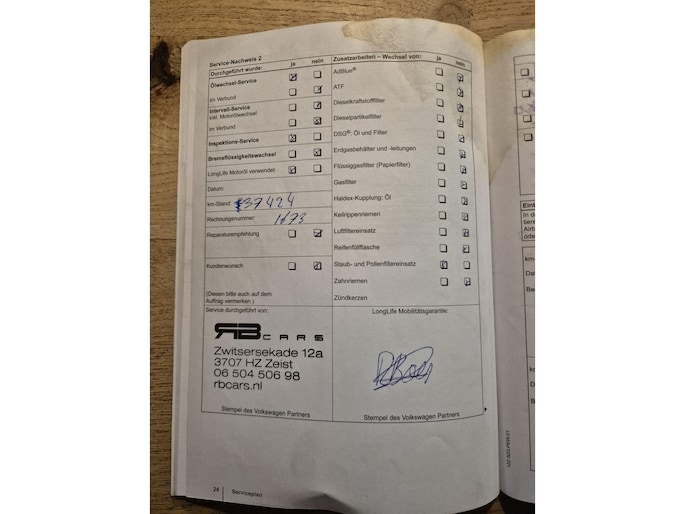 Service-Nachweis 2
Durchgeführt wurde: ja nein
Ölwechsel-Service
im Verbund
Intervall-Service
inkl. Motorölwechsel
im Verbund
Inspektions-Service
Bremsflüssigkeitswechsel
LongLife Motoröl verwendet
Datum:
km-Stand: 37424
Rechnungsnummer:
Reparaturempfehlung
Kundenwunsch
(Diesen bitte auch auf dem
Auftrag vermerken.)
Zusatzarbeiten – Wechsel von: ja nein
AdBlue®
ATF
Dieselkraftstofffilter
Dieselpartikelfilter
DSG®: Öl und Filter
Erdgasbehälter und -leitungen
Flüssiggasfilter (Papierfilter)
Gasfilter
Haldex-Kupplung: Öl
Keilrippenriemen
Luftfiltereinsatz
Reifenfüllflasche
Staub- und Pollenfiltereinsatz
Zahnriemen
Zündkerzen
Service durchgeführt von:
RB CARS
Zwitsersekade 12a
3707 HZ Zeist
06 504 506 98
rbcars.nl
Stempel des Volkswagen Partners
LongLife Mobilitätsgarantie:
Stempel des Volkswagen Partners
24 Serviceplan